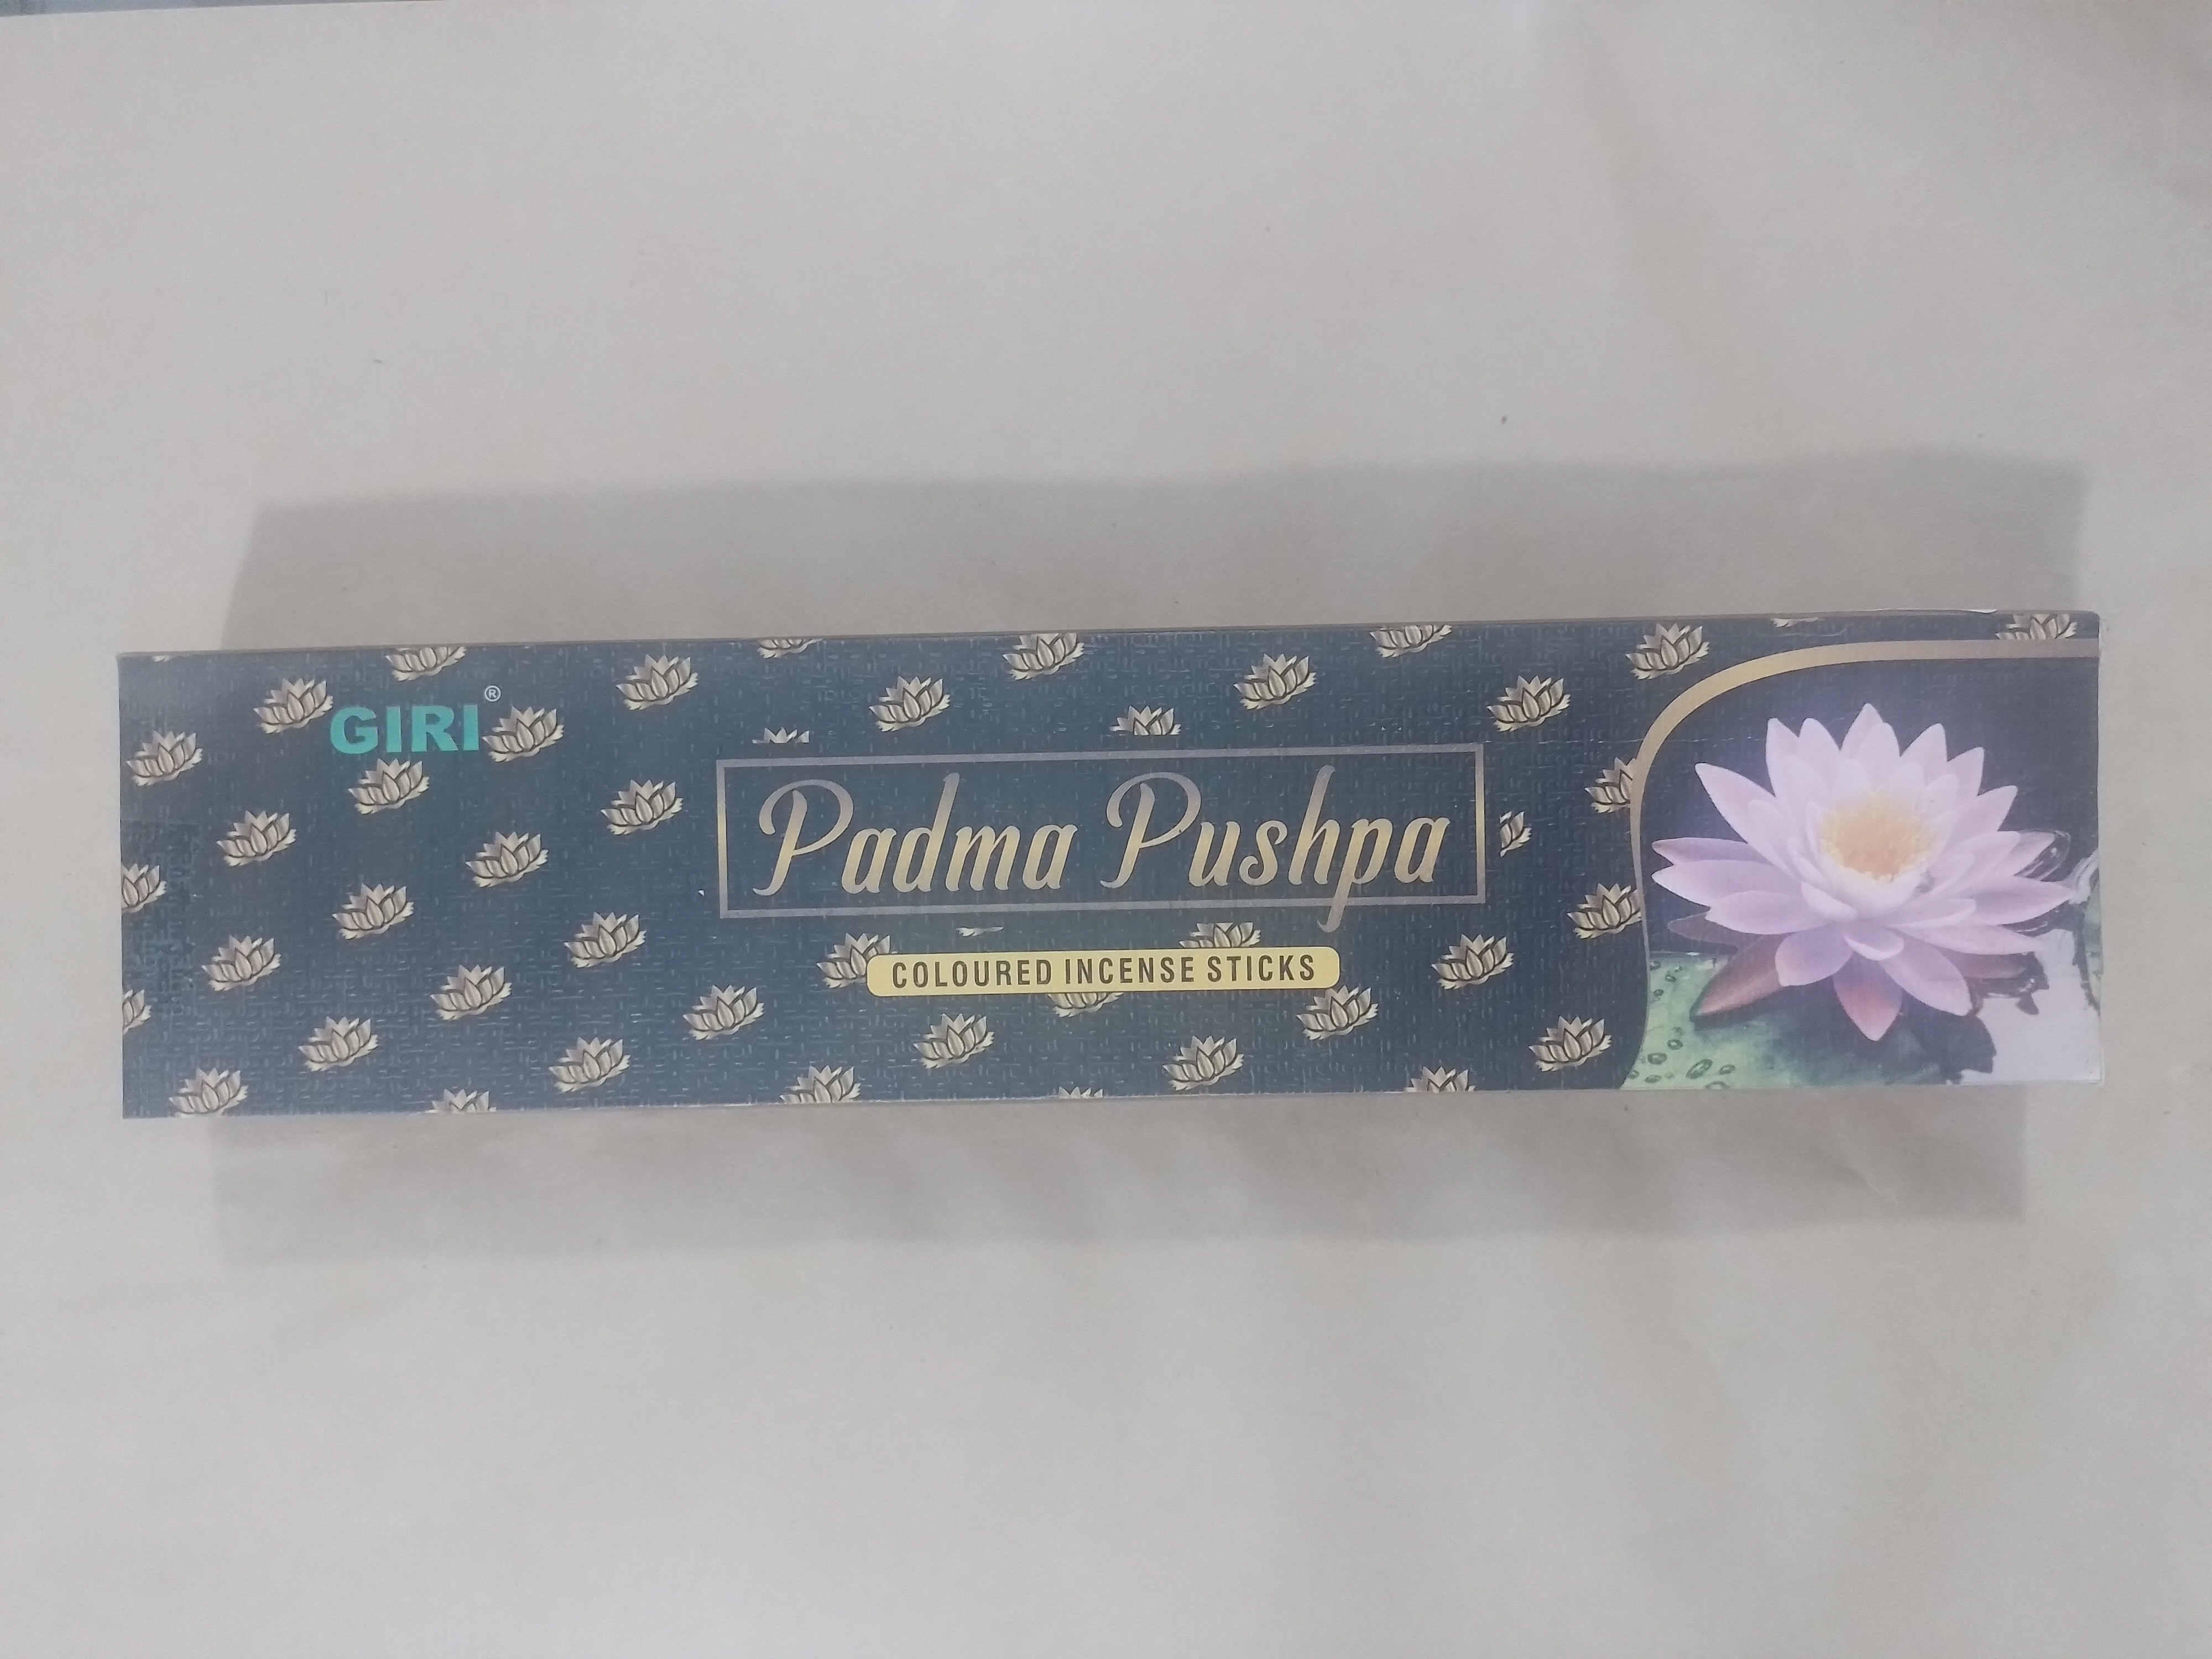 GIRI®
Padma Pushpa
COLOURED INCENSE STICKS